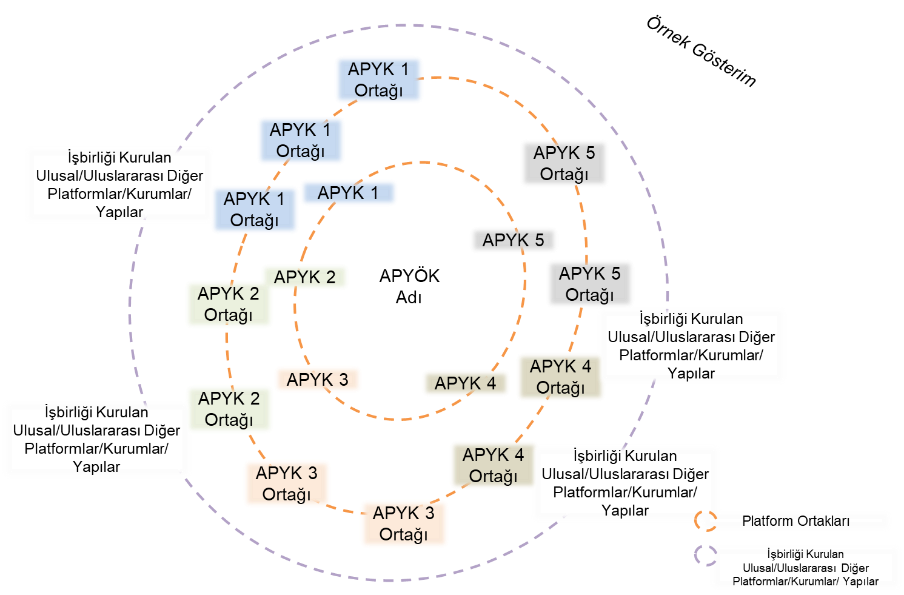 Örnek Gösterim
APYK 1
Ortağı
APYK 1
Ortağı
APYK 1
Ortağı
APYK 1
İşbirliği Kurulan
Ulusal/Uluslararası Diğer
Platformlar/Kurumlar/
Yapılar
APYK 5
Ortağı
APYK 5
APYK 5
Ortağı
APYK 2
APYK 2
Ortağı
APYÖK
Adı
İşbirliği Kurulan
Ulusal/Uluslararası Diğer
Platformlar/Kurumlar/
Yapılar
APYK 3
APYK 4
APYK 4
Ortağı
APYK 2
Ortağı
İşbirliği Kurulan
Ulusal/Uluslararası Diğer
Platformlar/Kurumlar/
Yapılar
APYK 3
Ortağı
APYK 3
Ortağı
APYK 4
Ortağı
İşbirliği Kurulan
Ulusal/Uluslararası Diğer
Platformlar/Kurumlar/
Yapılar
Platform Ortakları
İşbirliği Kurulan
Ulusal/Uluslararası Diğer
Platformlar/Kurumlar/ Yapılar